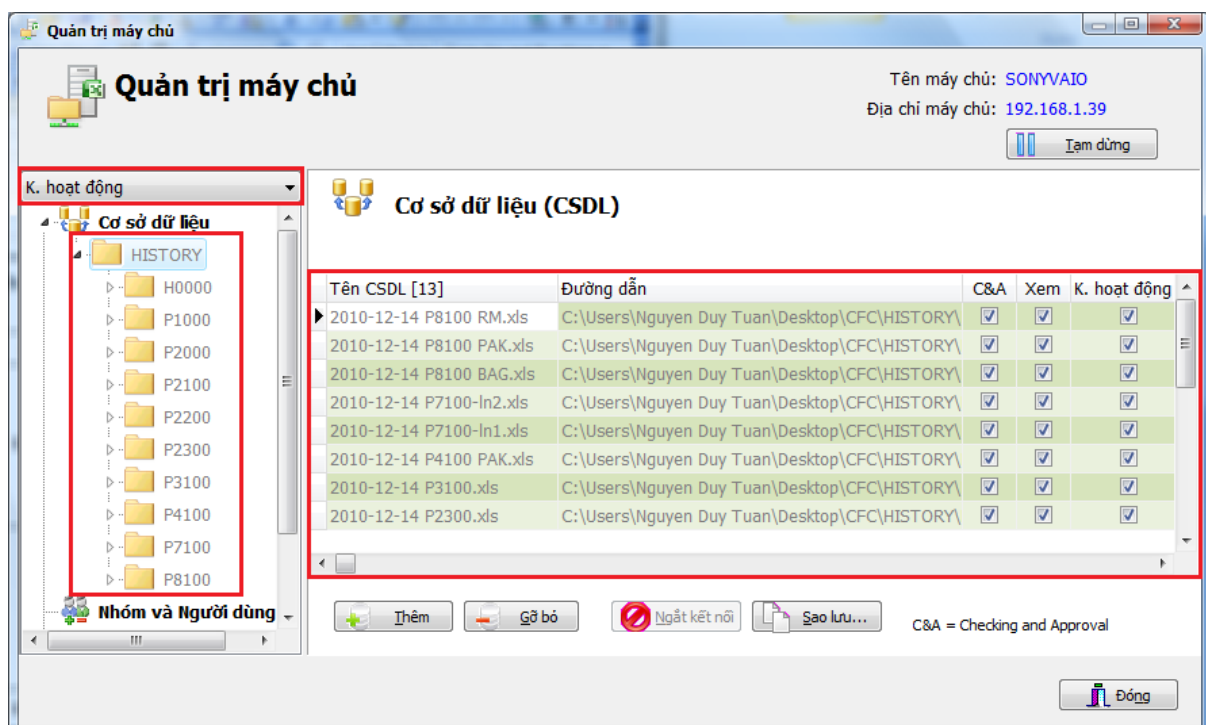 Quản trị máy chủ
Quản trị máy chủ
Tên máy chủ: SONYVAIO
Địa chỉ máy chủ: 192.168.1.39
Tạm dừng
K. hoạt động
Cơ sở dữ liệu
HISTORY
H0000
P1000
P2000
P2100
P2200
P2300
P3100
P4100
P7100
P8100
Nhóm và Người dùng
Cơ sở dữ liệu (CSDL)
Tên CSDL [13] Đường dẫn C&A Xem K. hoạt động
2010-12-14 P8100 RM.xls C:\Users\Nguyen Duy Tuan\Desktop\CFC\HISTORY\
2010-12-14 P8100 PAK.xls C:\Users\Nguyen Duy Tuan\Desktop\CFC\HISTORY\
2010-12-14 P8100 BAG.xls C:\Users\Nguyen Duy Tuan\Desktop\CFC\HISTORY\
2010-12-14 P7100-ln2.xls C:\Users\Nguyen Duy Tuan\Desktop\CFC\HISTORY\
2010-12-14 P7100-ln1.xls C:\Users\Nguyen Duy Tuan\Desktop\CFC\HISTORY\
2010-12-14 P4100 PAK.xls C:\Users\Nguyen Duy Tuan\Desktop\CFC\HISTORY\
2010-12-14 P3100.xls C:\Users\Nguyen Duy Tuan\Desktop\CFC\HISTORY\
2010-12-14 P2300.xls C:\Users\Nguyen Duy Tuan\Desktop\CFC\HISTORY\
Thêm Gỡ bỏ Ngắt kết nối Sao lưu... C&A = Checking and Approval
Đóng